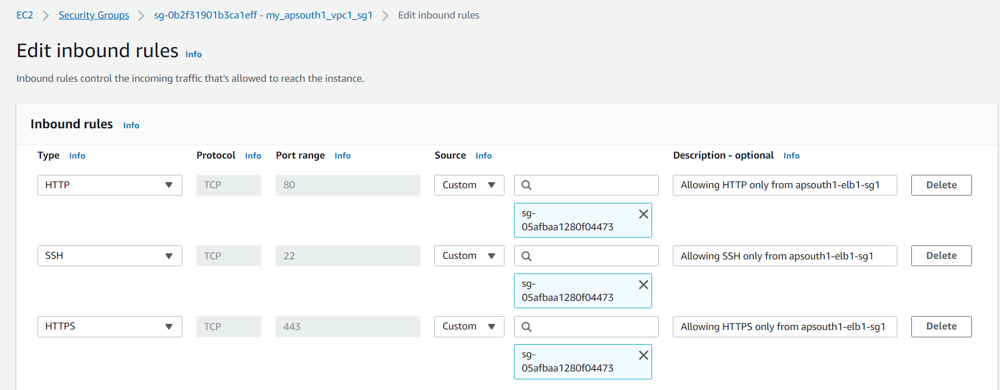 EC2 > Security Groups > sg-0b2f31901b3ca1eff - my_apsouth1_vpc1_sg1 > Edit inbound rules
Edit inbound rules Info
Inbound rules control the incoming traffic that's allowed to reach the instance.
Inbound rules Info
Type Info Protocol Info Port range Info Source Info Description - optional Info
HTTP TCP 80 Custom Allowing HTTP only from apsouth1-elb1-sg1 Delete
sg-
05afbaa1280f04473
SSH TCP 22 Custom Allowing SSH only from apsouth1-elb1-sg1 Delete
sg-
05afbaa1280f04473
HTTPS TCP 443 Custom Allowing HTTPS only from apsouth1-elb1-sg1 Delete
sg-
05afbaa1280f04473